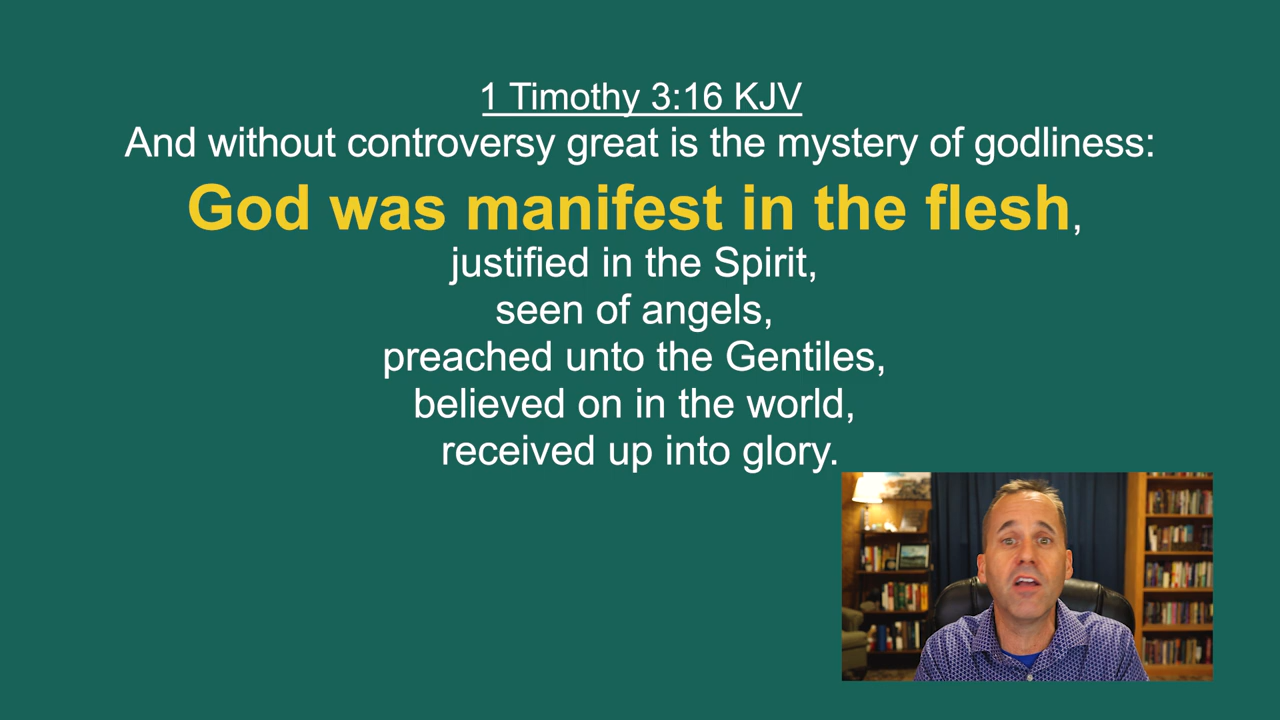 1 Timothy 3:16 KJV
And without controversy great is the mystery of godliness:
God was manifest in the flesh,
justified in the Spirit,
seen of angels,
preached unto the Gentiles,
believed on in the world,
received up into glory.